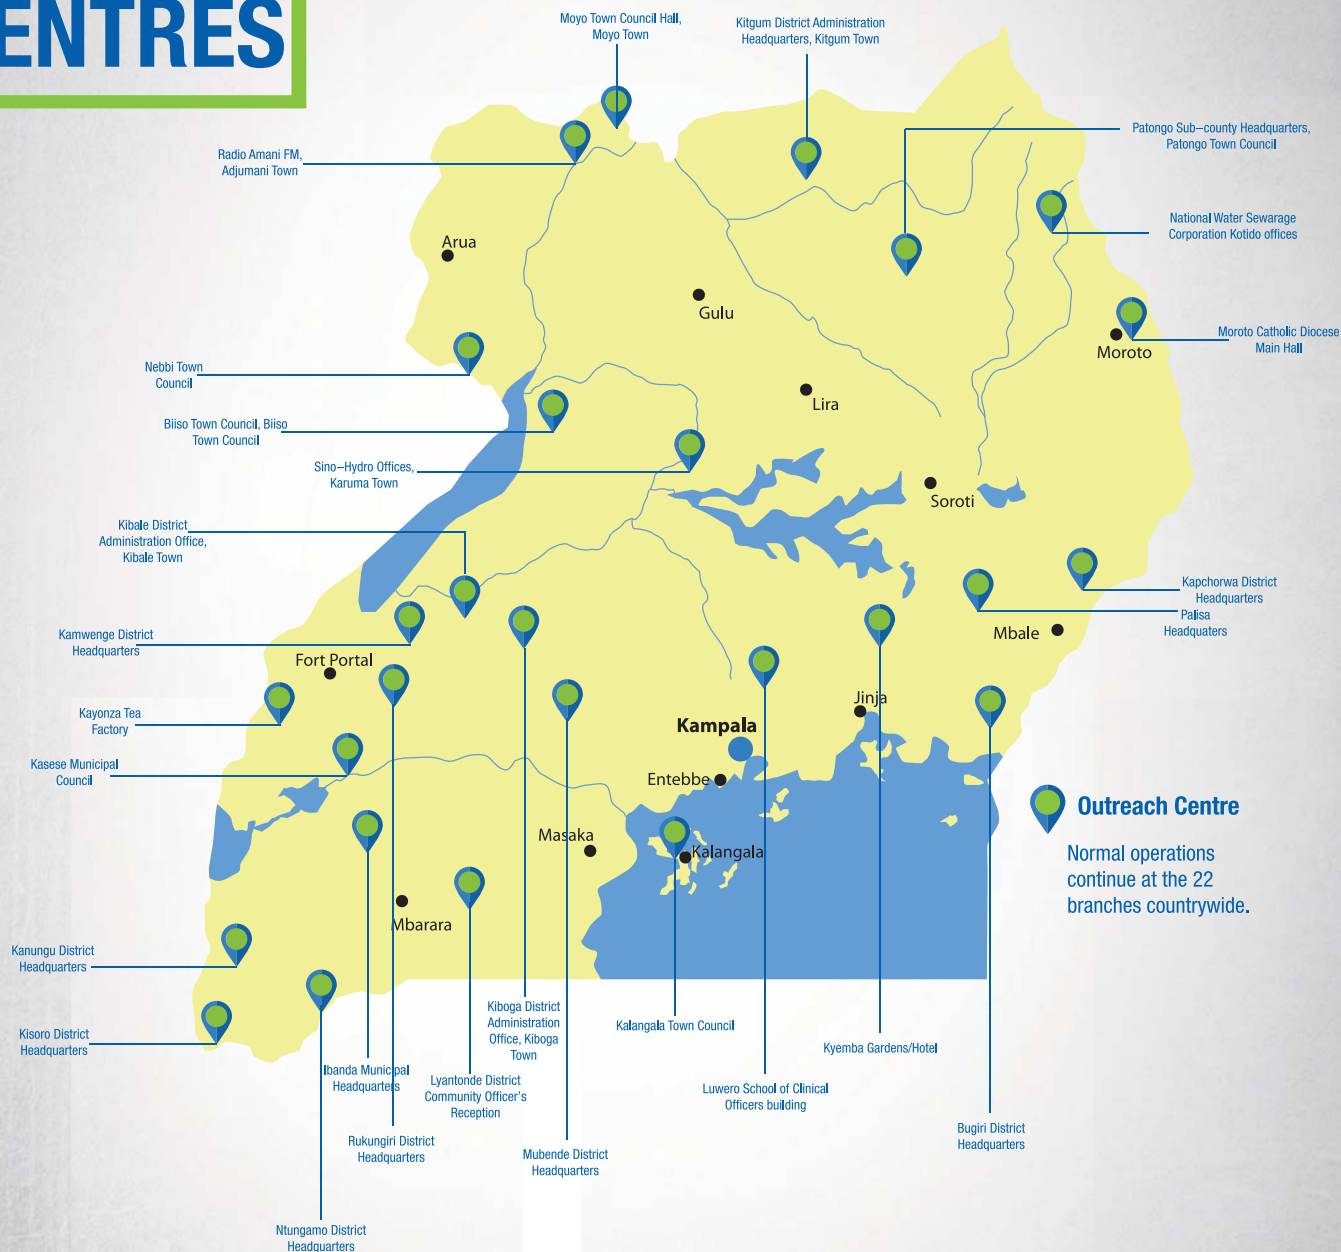 ENTRES
Moyo Town Council Hall,
Moyo Town
Kitgum District Administration
Headquarters, Kitgum Town
Radio Amani FM,
Adjumani Town
Patongo Sub–county Headquarters,
Patongo Town Council
National Water Sewarage
Corporation Kotido offices
Arua
Gulu
Moroto Catholic Diocese
Main Hall
Moroto
Nebbi Town
Council
Lira
Biiso Town Council, Biiso
Town Council
Sino–Hydro Offices,
Karuma Town
Soroti
Kibale District
Administration Office,
Kibale Town
Kapchorwa District
Headquarters
Palisa
Headquaters
Mbale
Kamwenge District
Headquarters
Fort Portal
Kayonza Tea
Factory
Jinja
Kampala
Kasese Municipal
Council
Entebbe
Outreach Centre
Normal operations
continue at the 22
branches countrywide.
Masaka
Kalangala
Mbarara
Kanungu District
Headquarters
Kisoro District
Headquarters
Kiboga District
Administration
Office, Kiboga
Town
Kalangala Town Council
Kyemba Gardens/Hotel
Ibanda Municipal
Headquarters
Lyantonde District
Community Officer's
Reception
Luwero School of Clinical
Officers building
Rukungiri District
Headquarters
Mubende District
Headquarters
Bugiri District
Headquarters
Ntungamo District
Headquarters